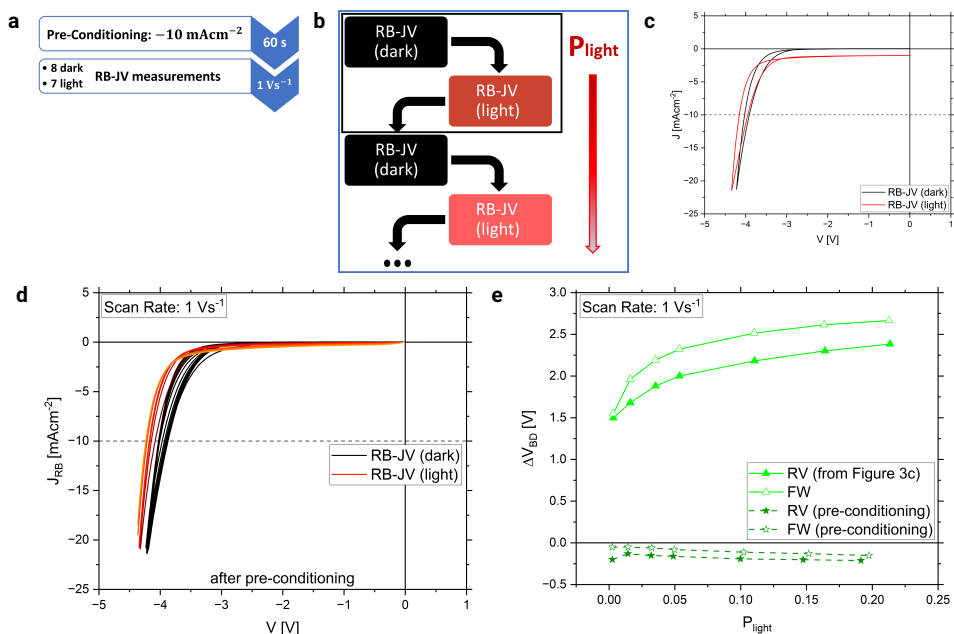 a
Pre-Conditioning: −10 mAcm⁻²
60 s
• 8 dark
• 7 light
RB-JV measurements
1 Vs⁻¹
b
RB-JV
(dark)
RB-JV
(light)
RB-JV
(dark)
RB-JV
(light)
•••
Plight
c
5
0
−5
−10
−15
−20
−25
J [mAcm⁻²]
RB-JV (dark)
RB-JV (light)
−5
−4
−3
−2
−1
0
1
V [V]
d
Scan Rate: 1 Vs⁻¹
5
0
−5
−10
−15
−20
−25
J_RB [mAcm⁻²]
RB-JV (dark)
RB-JV (light)
after pre-conditioning
−5
−4
−3
−2
−1
0
1
V [V]
e
Scan Rate: 1 Vs⁻¹
3.0
2.5
2.0
1.5
1.0
0.5
0.0
−0.5
ΔV_BD [V]
RV (from Figure 3c)
FW
RV (pre-conditioning)
FW (pre-conditioning)
0.00
0.05
0.10
0.15
0.20
0.25
P_light